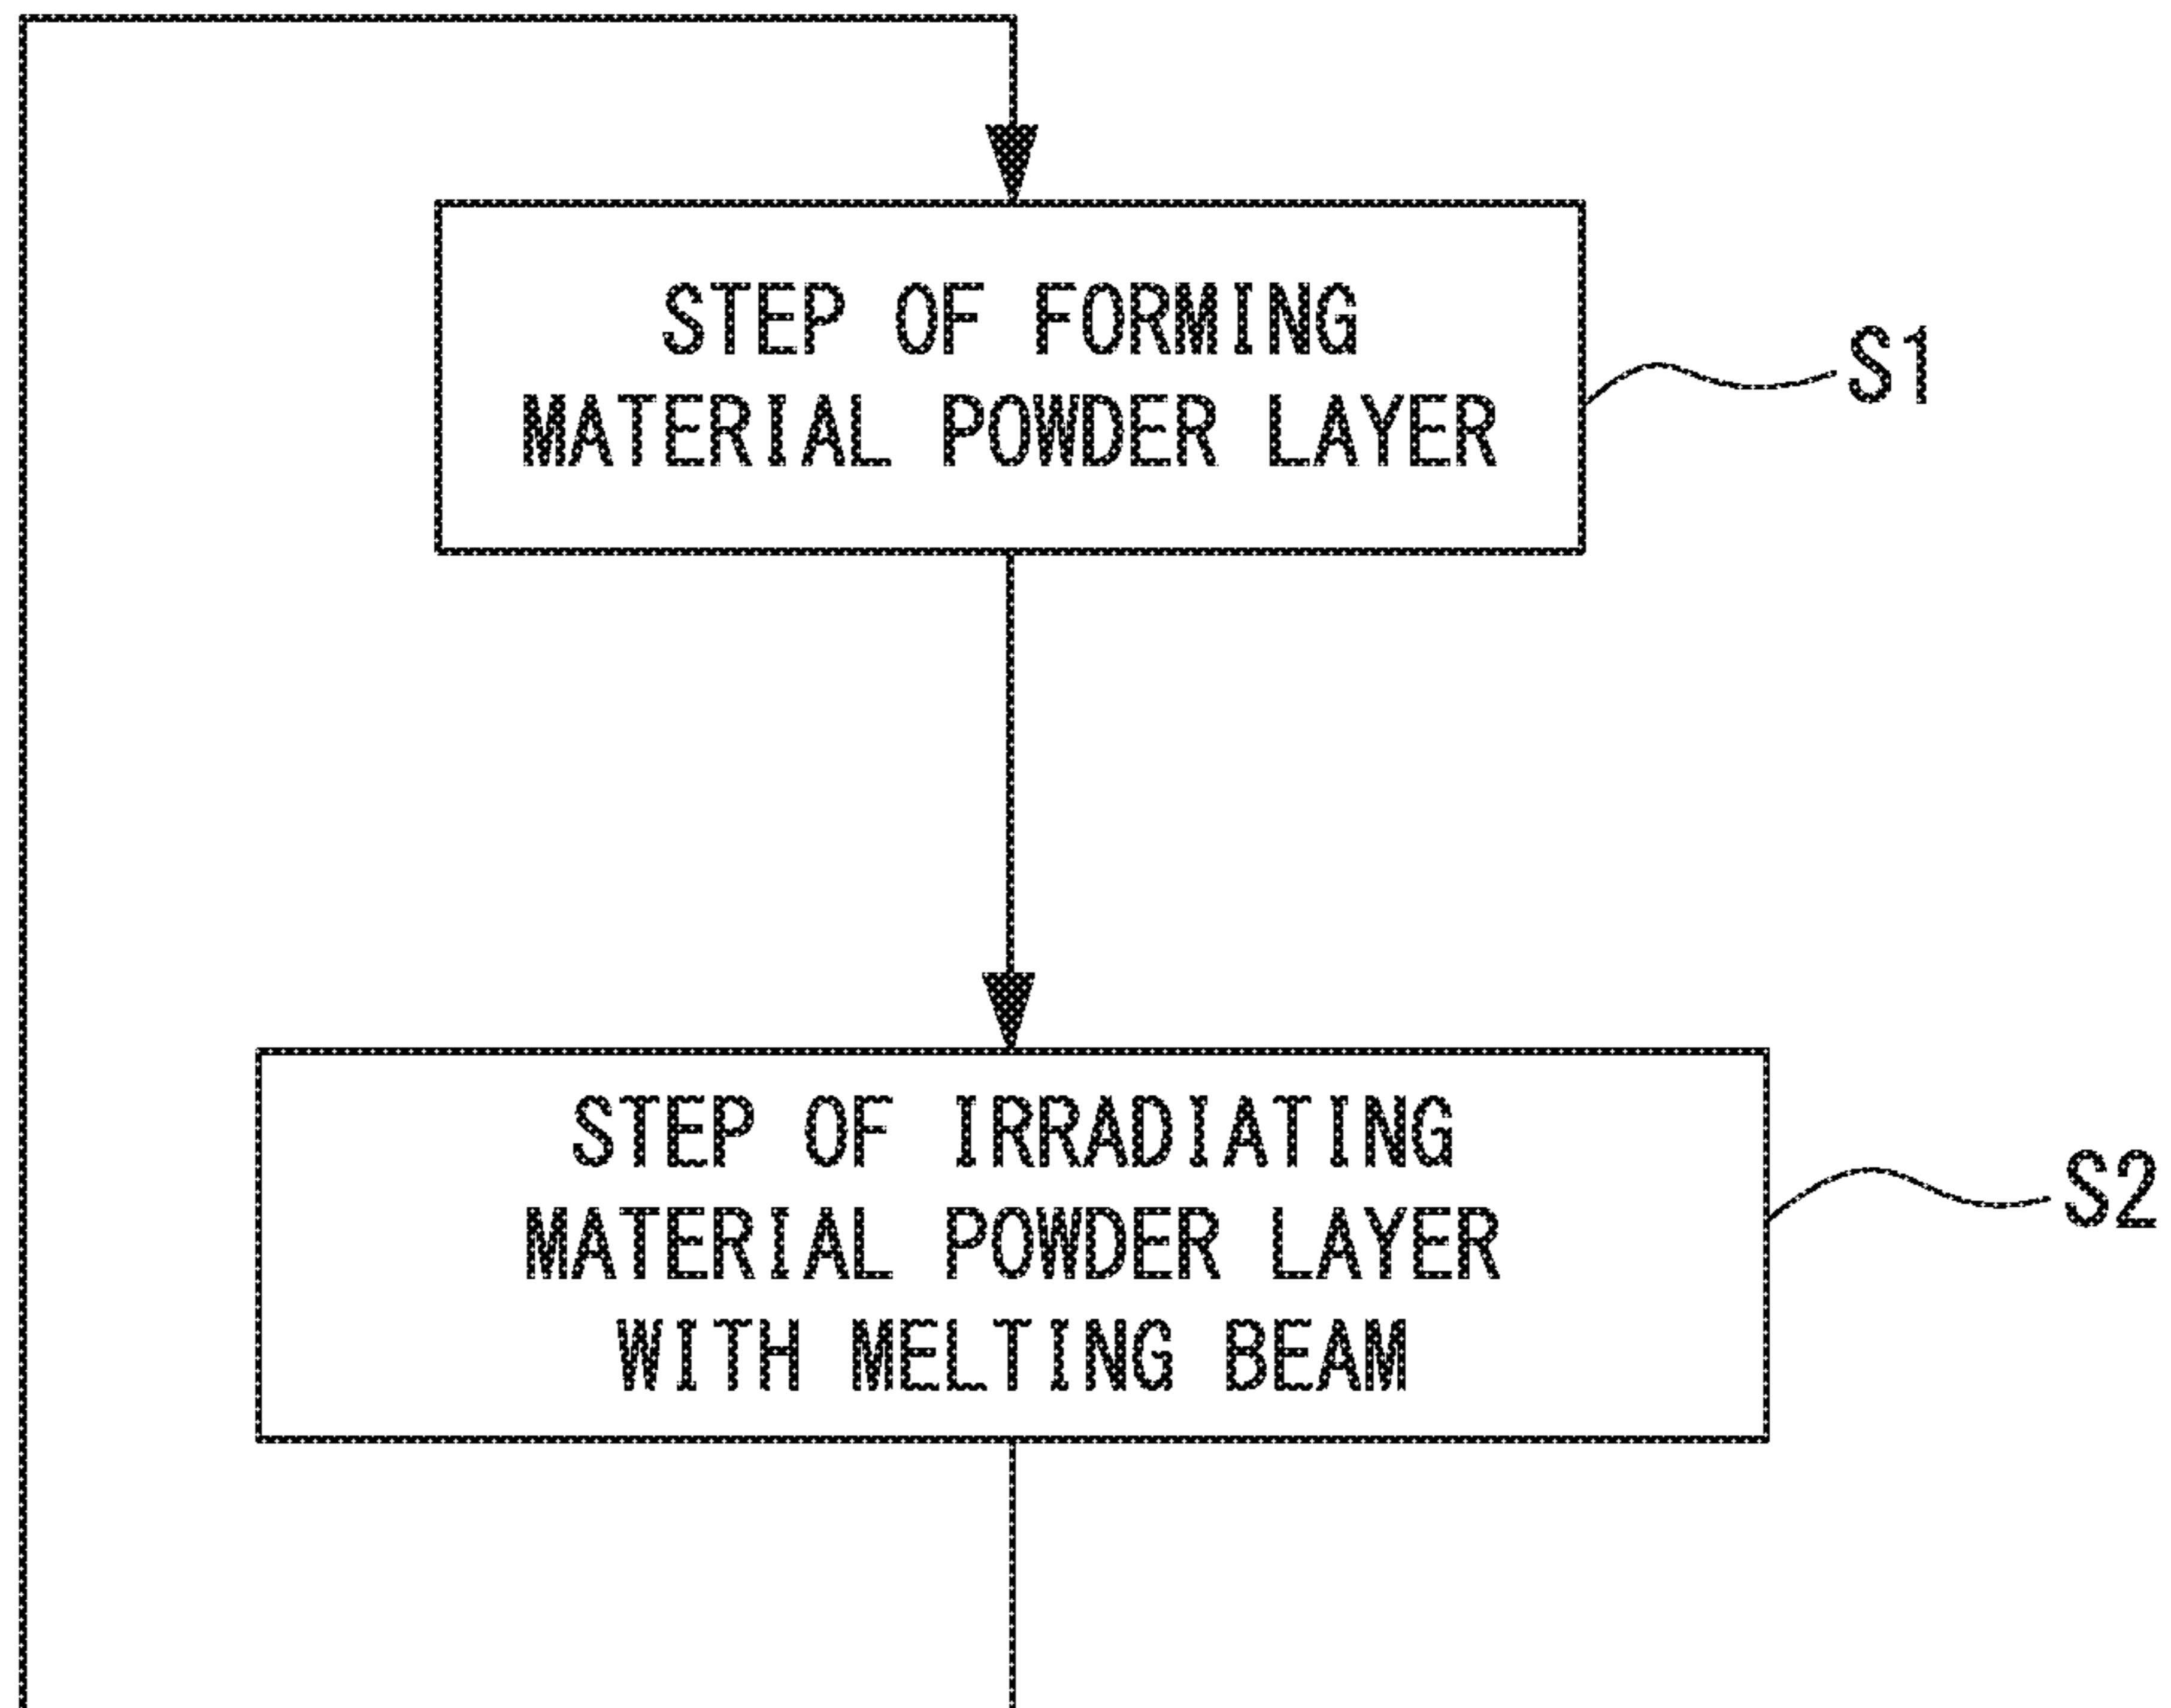 STEP OF FORMING
MATERIAL POWDER LAYER
S1
STEP OF IRRADIATING
MATERIAL POWDER LAYER
WITH MELTING BEAM
S2